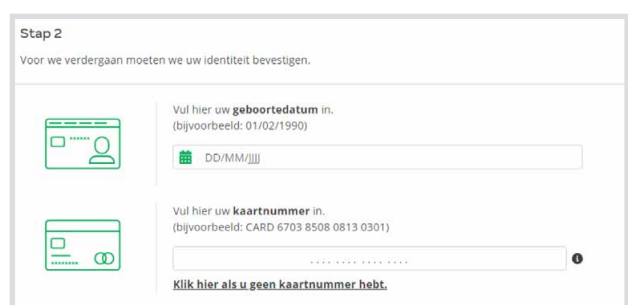 Stap 2
Voor we verdergaan moeten we uw identiteit bevestigen.
Vul hier uw geboortedatum in.
(bijvoorbeeld: 01/02/1990)
DD/MM/JJJJ
Vul hier uw kaartnummer in.
(bijvoorbeeld: CARD 6703 8508 0813 0301)
.... .... .... ....
Klik hier als u geen kaartnummer hebt.